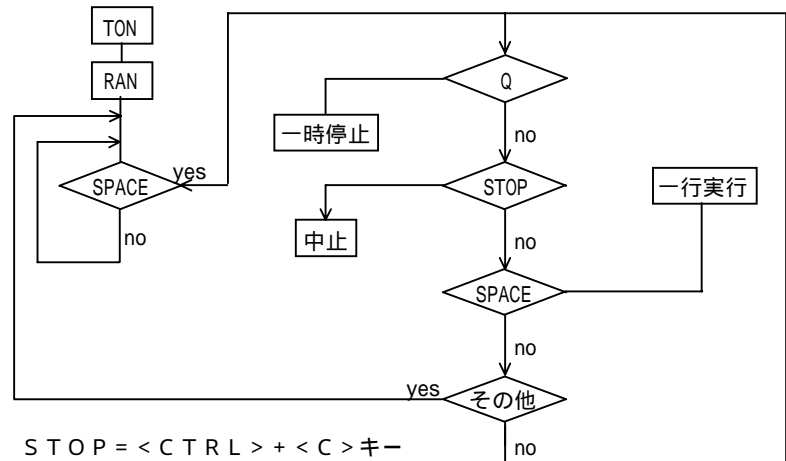 TON
RAN
SPACE
yes
no
Q
一時停止
no
STOP
中止
no
SPACE
一行実行
no
その他
yes
no
ＳＴＯＰ＝＜ＣＴＲＬ＞＋＜Ｃ＞キー